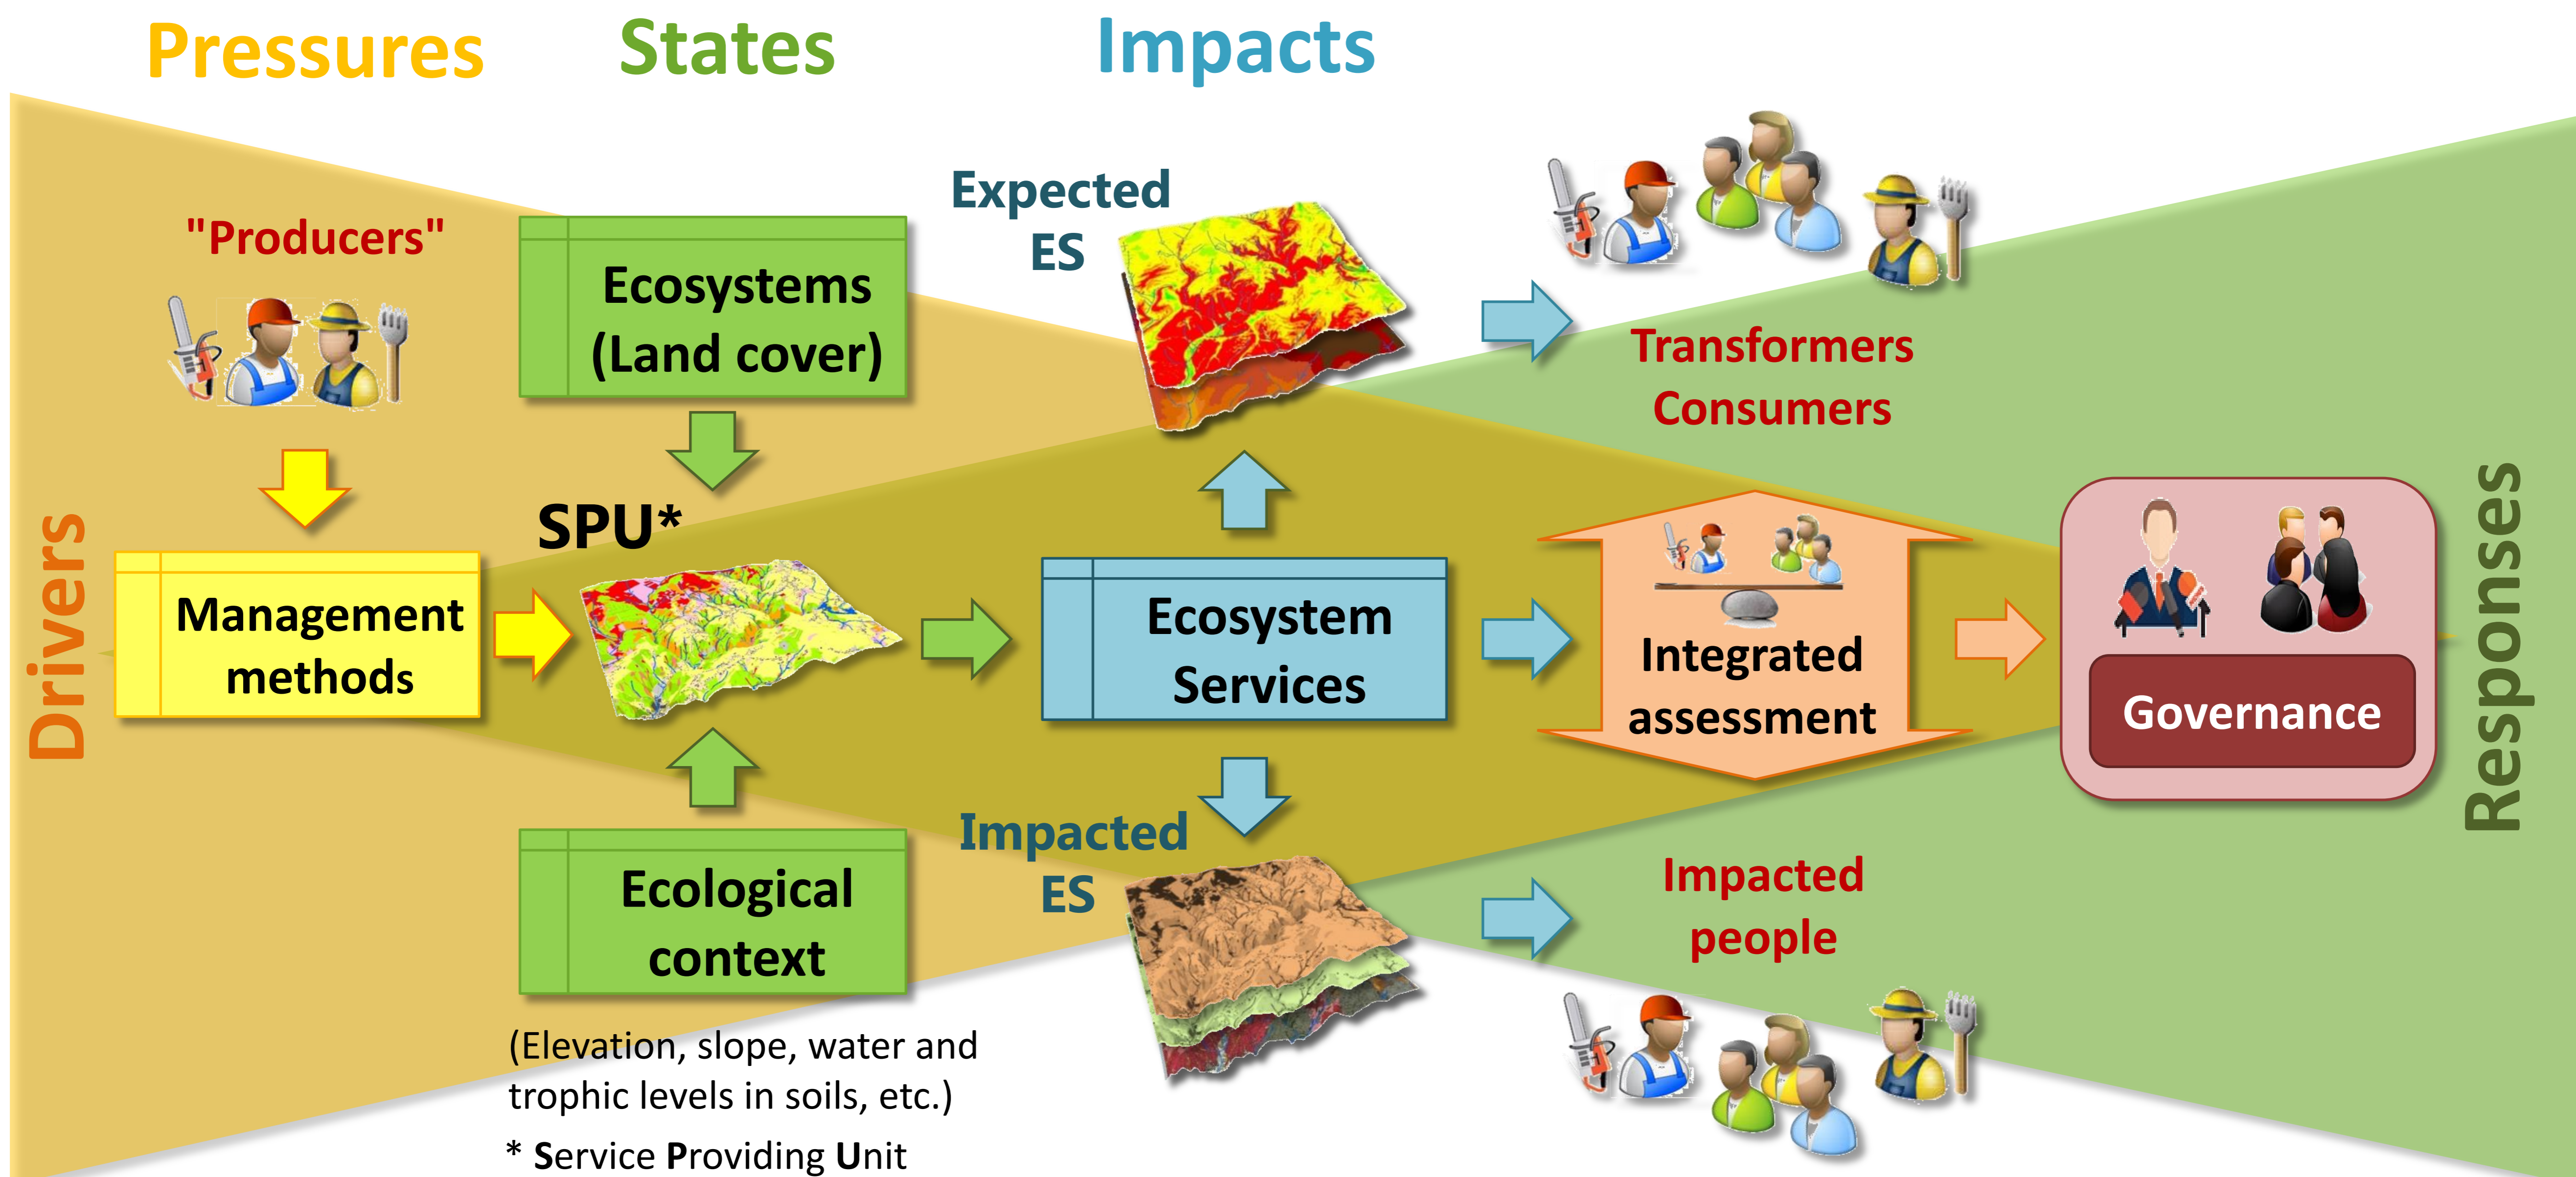 Pressures
States
Impacts
Expected
ES
"Producers"
Ecosystems
(Land cover)
Transformers
Consumers
SPU*
Drivers
Management
methods
Ecosystem
Services
Integrated
assessment
Governance
Responses
Impacted
ES
Ecological
context
Impacted
people
(Elevation, slope, water and
trophic levels in soils, etc.)
* Service Providing Unit